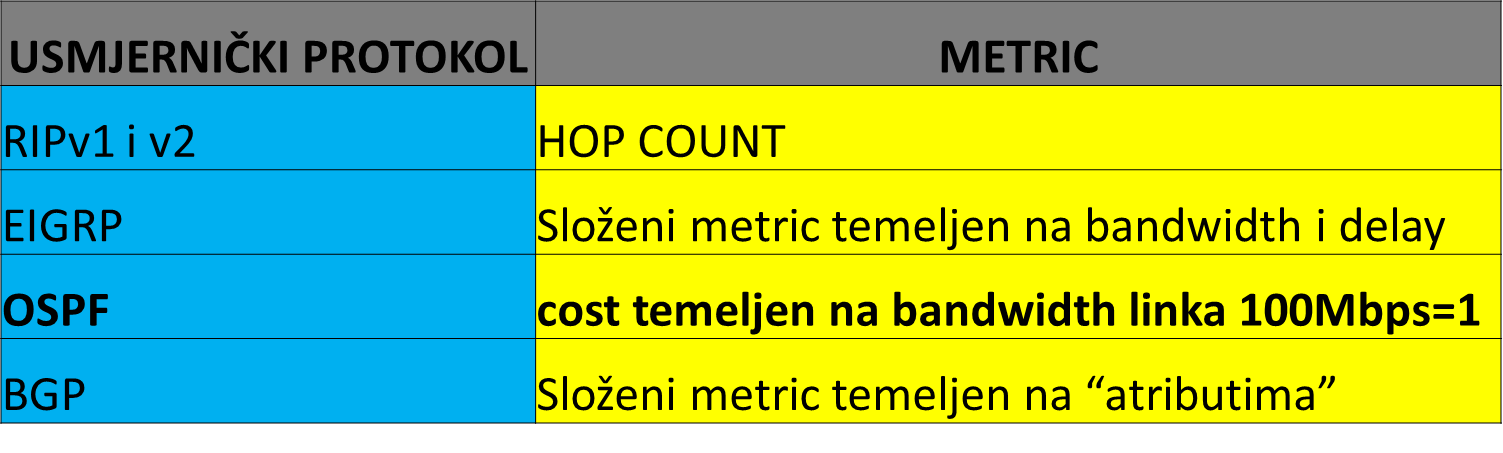 USMJERNIČKI PROTOKOL METRIC
RIPv1 i v2 HOP COUNT
EIGRP Složeni metric temeljen na bandwidth i delay
OSPF cost temeljen na bandwidth linka 100Mbps=1
BGP Složeni metric temeljen na “atributima”